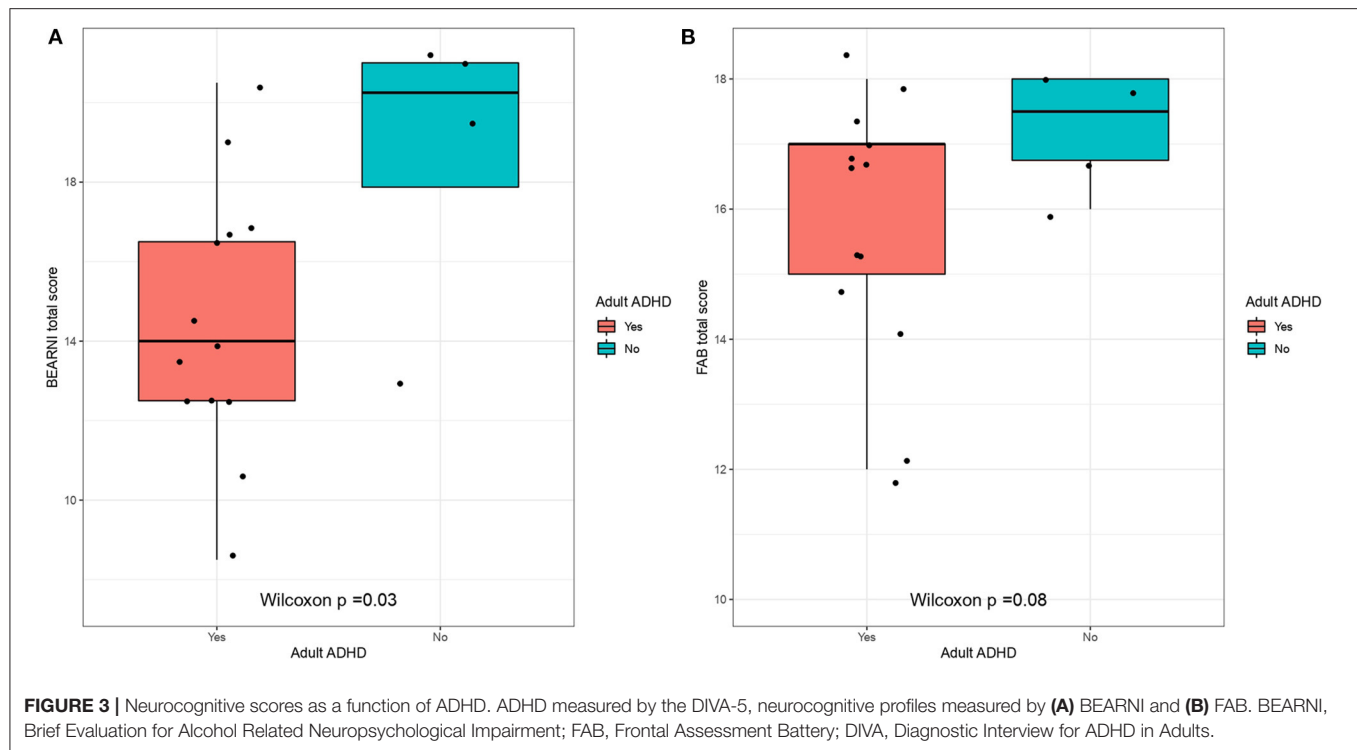 A
BEARNI total score
18
14
10
Wilcoxon p =0.03
Yes
No
Adult ADHD
Adult ADHD
Yes
No
B
FAB total score
18
16
14
12
10
Wilcoxon p =0.08
Yes
No
Adult ADHD
Adult ADHD
Yes
No
FIGURE 3 | Neurocognitive scores as a function of ADHD. ADHD measured by the DIVA-5, neurocognitive profiles measured by (A) BEARNI and (B) FAB. BEARNI,
Brief Evaluation for Alcohol Related Neuropsychological Impairment; FAB, Frontal Assessment Battery; DIVA, Diagnostic Interview for ADHD in Adults.